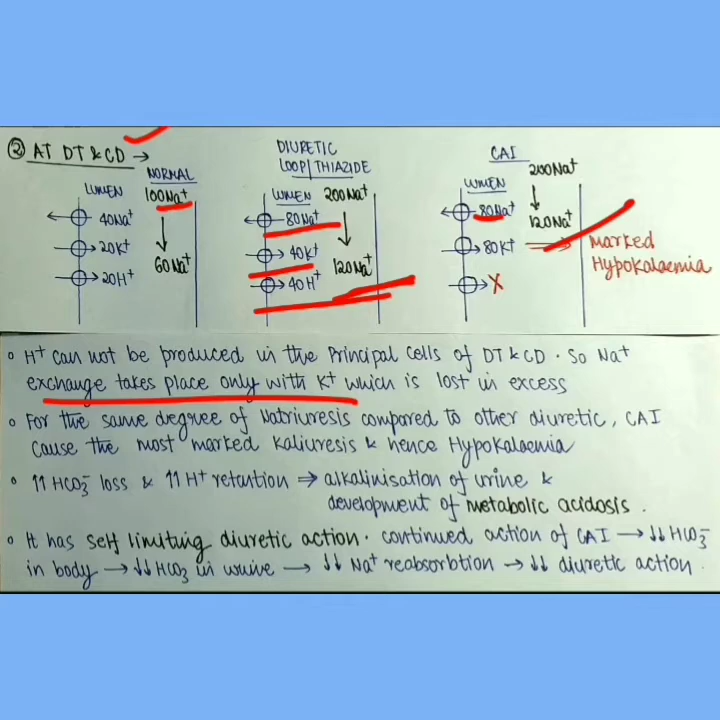 ② AT DT & CD →
NORMAL
LUMEN
100Na⁺
40Na⁺
20K⁺
20H⁺
60Na⁺
DIURETIC
LOOP/THIAZIDE
LUMEN
200Na⁺
80Na⁺
40K⁺
40H⁺
120Na⁺
CAI
200Na⁺
LUMEN
80Na⁺
120Na⁺
80K⁺
X
Marked
Hypokalaemia
H⁺ can not be produced in the Principal cells of DT & CD. So Na⁺
exchange takes place only with K⁺ which is lost in excess
For the same degree of Natriuresis compared to other diuretic, CAI
cause the most marked Kaliuresis & hence Hypokalaemia
↑↑ HCO₃⁻ loss & ↑↑ H⁺ retention ⇒ alkalinisation of urine &
development of metabolic acidosis.
It has self limiting diuretic action. continued action of CAI → ↓↓ HCO₃⁻
in body → ↓↓ HCO₃ in → ↓↓ Na⁺ reabsorbtion → ↓↓ diuretic action.